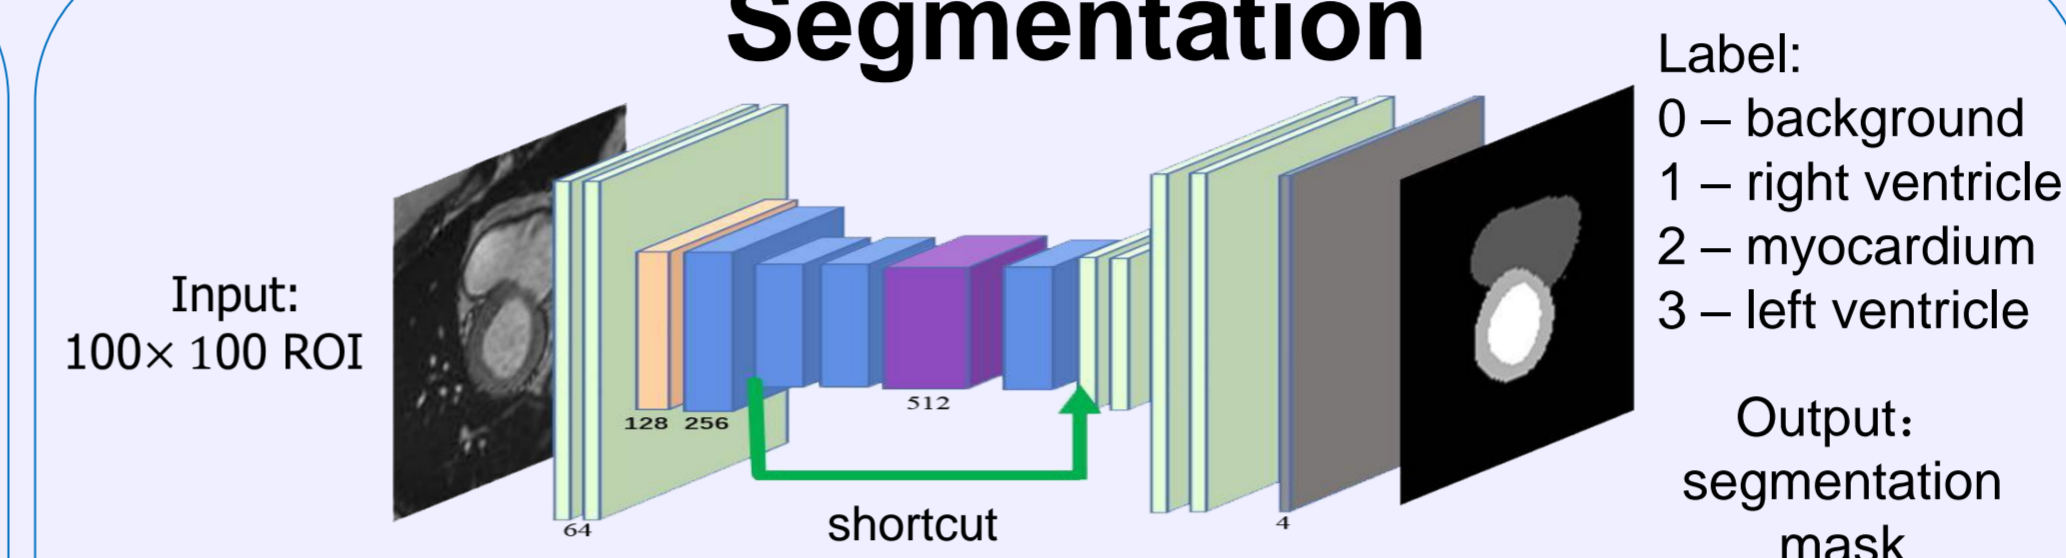 Segmentation
Input:
100× 100 ROI
128 256
64
512
shortcut
4
Label:
0 – background
1 – right ventricle
2 – myocardium
3 – left ventricle
Output:
segmentation
mask